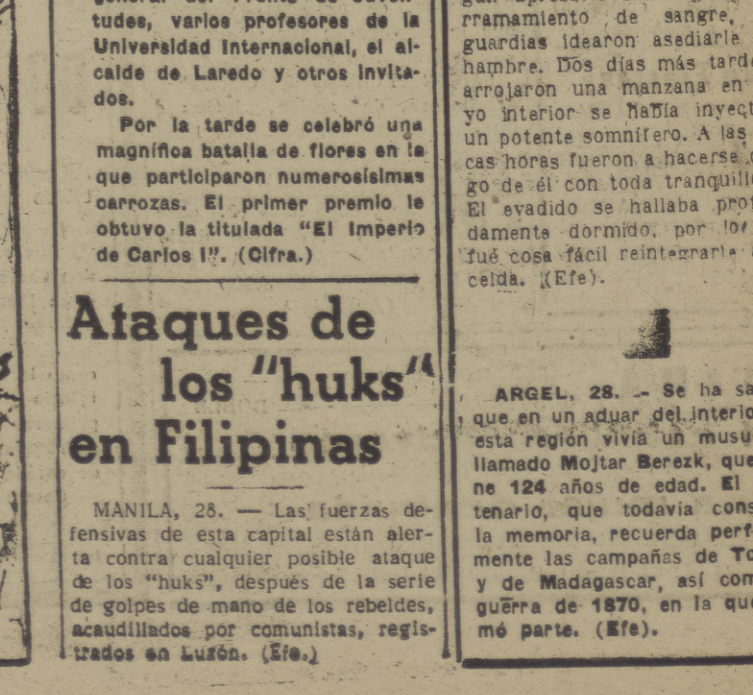 general del Frente de Juven-
tudes, varios profesores de la
Universidad Internacional, el al-
calde de Laredo y otros invita-
dos.
Por la tarde se celebró una
magnífica batalla de flores en la
que participaron numerosísimas
carrozas. El primer premio le
obtuvo la titulada "El Imperio
de Carlos I". (Cifra.)
Ataques de
los "huks"
en Filipinas
MANILA, 28. — Las fuerzas de-
fensivas de esta capital están aler-
ta contra cualquier posible ataque
de los "huks", después de la serie
de golpes de mano de los rebeldes,
acaudillados por comunistas, regis-
trados en Luzón. (Efe.)
rramamiento de sangre,
guardias idearon asediarle
hambre. Dos días más tarde
arrojaron una manzana en
yo interior se había inyect
un potente somnífero. A las
cas horas fueron a hacerse
go de él con toda tranquili
El evadido se hallaba prof
damente dormido, por lo
fué cosa fácil reintegrarle
celda. (Efe).
ARGEL, 28. — Se ha sa
que en un aduar del interio
esta región vivía un musu
llamado Mojtar Berezk, que
ne 124 años de edad. El
tenario, que todavía cons
la memoria, recuerda perf
mente las campañas de To
y de Madagascar, así com
guerra de 1870, en la que
mó parte. (Efe).